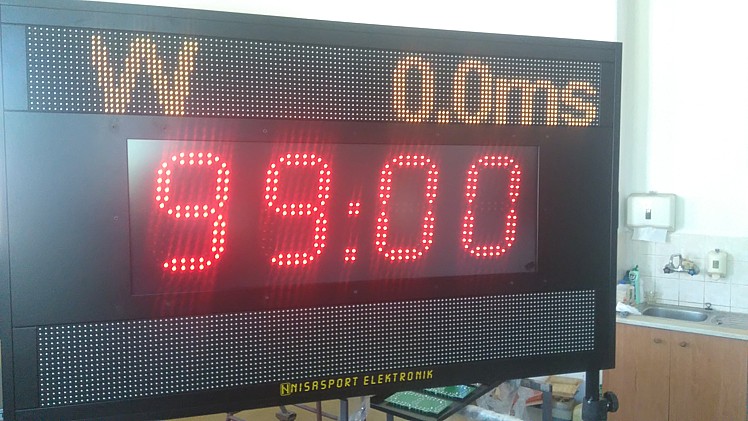 W 0.0ms
99:00
NISASPORT ELEKTRONIK